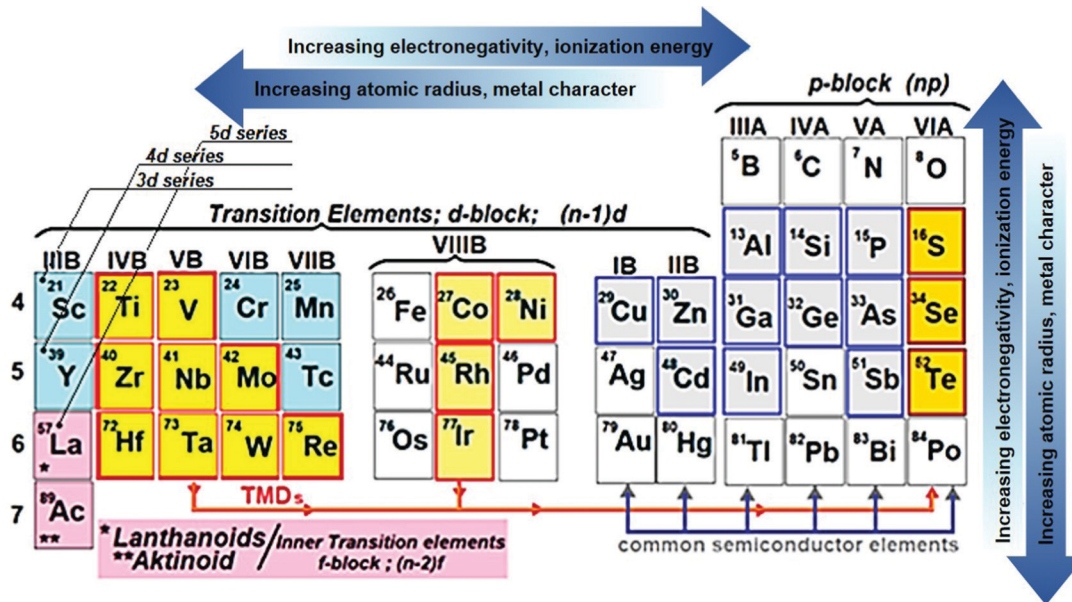 Increasing electronegativity, ionization energy
Increasing atomic radius, metal character
p-block (np)
5d series
4d series
3d series
IIIA IVA VA VIA
5B 6C 7N 8O
Transition Elements; d-block; (n-1)d
VIIIB
13Al 14Si 15P 16S
IIIB IVB VB VIB VIIB IB IIB
4 21Sc 22Ti 23V 24Cr 25Mn 26Fe 27Co 28Ni 29Cu 30Zn 31Ga 32Ge 33As 34Se
5 39Y 40Zr 41Nb 42Mo 43Tc 44Ru 45Rh 46Pd 47Ag 48Cd 49In 50Sn 51Sb 52Te
6 57La * 72Hf 73Ta 74W 75Re 76Os 77Ir 78Pt 79Au 80Hg 81Tl 82Pb 83Bi 84Po
7 89Ac **
TMDs
*Lanthanoids/Inner Transition elements
**Aktinoid f-block ; (n-2)f
common semiconductor elements
Increasing electronegativity, ionization energy
Increasing atomic radius, metal character